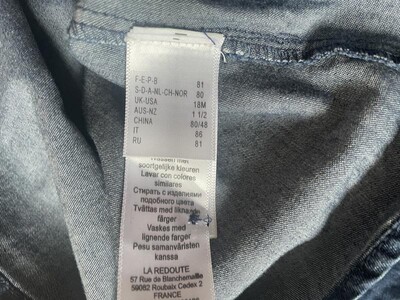 F-E-P-B 81
S-D-A-NL-CH-NOR 80
UK-USA 18M
AUS-NZ 1 1/2
CHINA 80/48
IT 86
RU 81
Wassen met
soortgelijke kleuren
Lavar con colores
similares
Стирать с изделиями
подобного цвета
Tvättas med liknande
färger
Vaskes med
lignende farger
Pesu samanväristen
kanssa
LA REDOUTE
57 Rue de Blanchemaille
59082 Roubaix Cedex 2
FRANCE